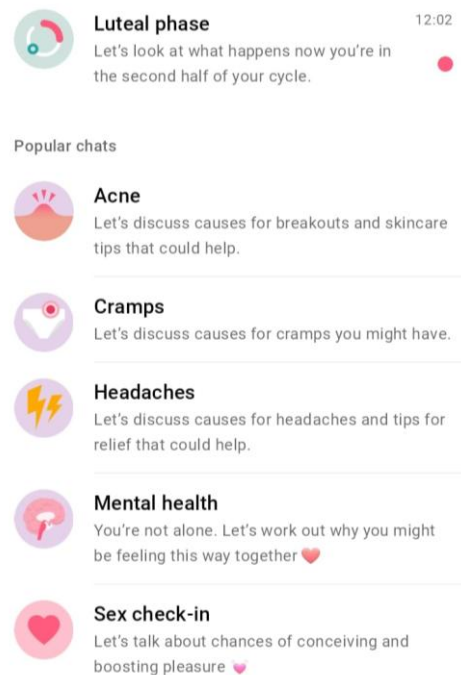 Luteal phase
12:02
Let's look at what happens now you're in
the second half of your cycle.
Popular chats
Acne
Let's discuss causes for breakouts and skincare
tips that could help.
Cramps
Let's discuss causes for cramps you might have.
Headaches
Let's discuss causes for headaches and tips for
relief that could help.
Mental health
You're not alone. Let's work out why you might
be feeling this way together ❤️
Sex check-in
Let's talk about chances of conceiving and
boosting pleasure 💓